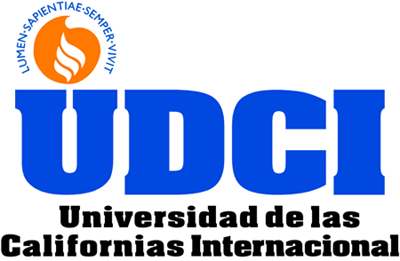 LUMEN·SAPIENTIAE·SEMPER·VIVIT
UDCI
Universidad de las
Californias Internacional